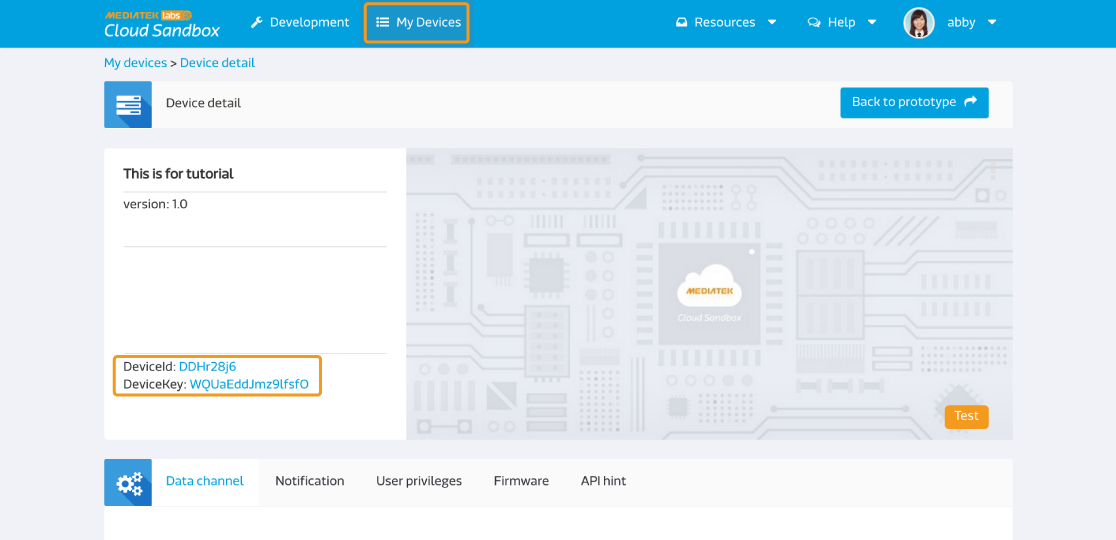 MEDIATEK labs
Cloud Sandbox
Development
My Devices
Resources
Help
abby
My devices > Device detail
Device detail
Back to prototype
This is for tutorial
version: 1.0
DeviceId: DDHr28j6
DeviceKey: WQUaEddJmz9lfsfO
MEDIATEK
Cloud Sandbox
Test
Data channel
Notification
User privileges
Firmware
API hint